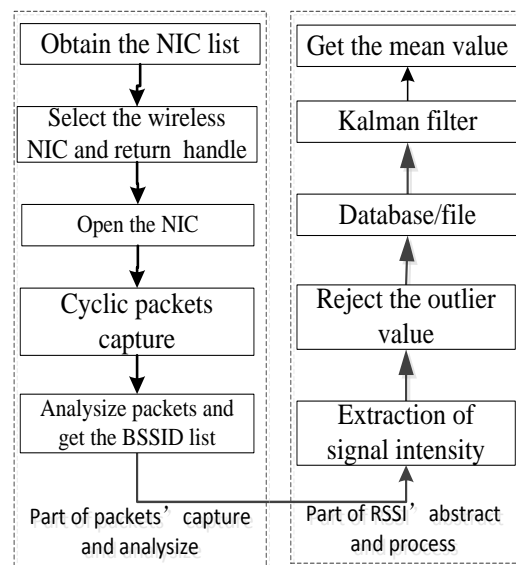 Obtain the NIC list
Select the wireless
NIC and return handle
Open the NIC
Cyclic packets
capture
Analysize packets and
get the BSSID list
Part of packets’ capture
and analysize
Get the mean value
Kalman filter
Database/file
Reject the outlier
value
Extraction of
signal intensity
Part of RSSI’ abstract
and process